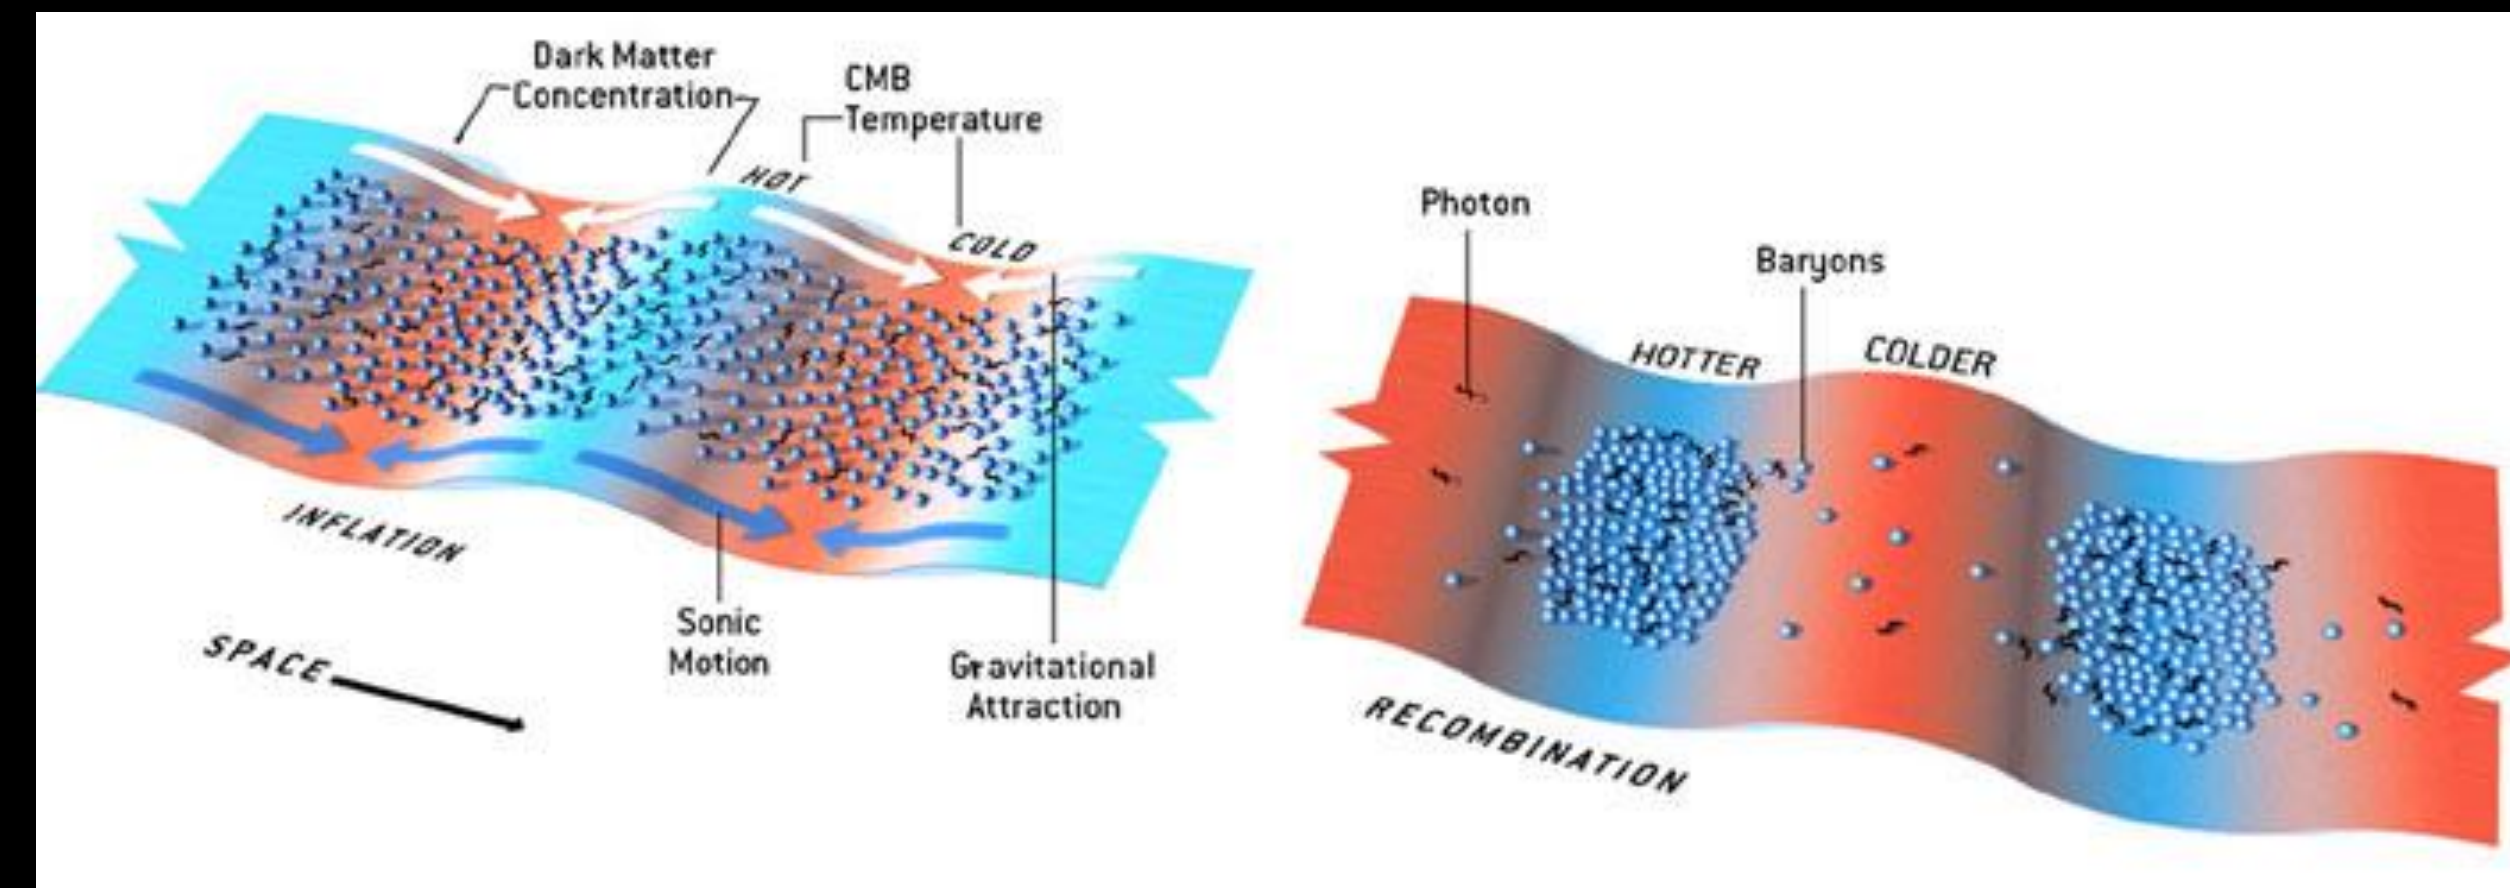 Dark Matter
Concentration
CMB
Temperature
HOT
COLD
INFLATION
SPACE
Sonic
Motion
Gravitational
Attraction
Photon
Baryons
HOTTER
COLDER
RECOMBINATION